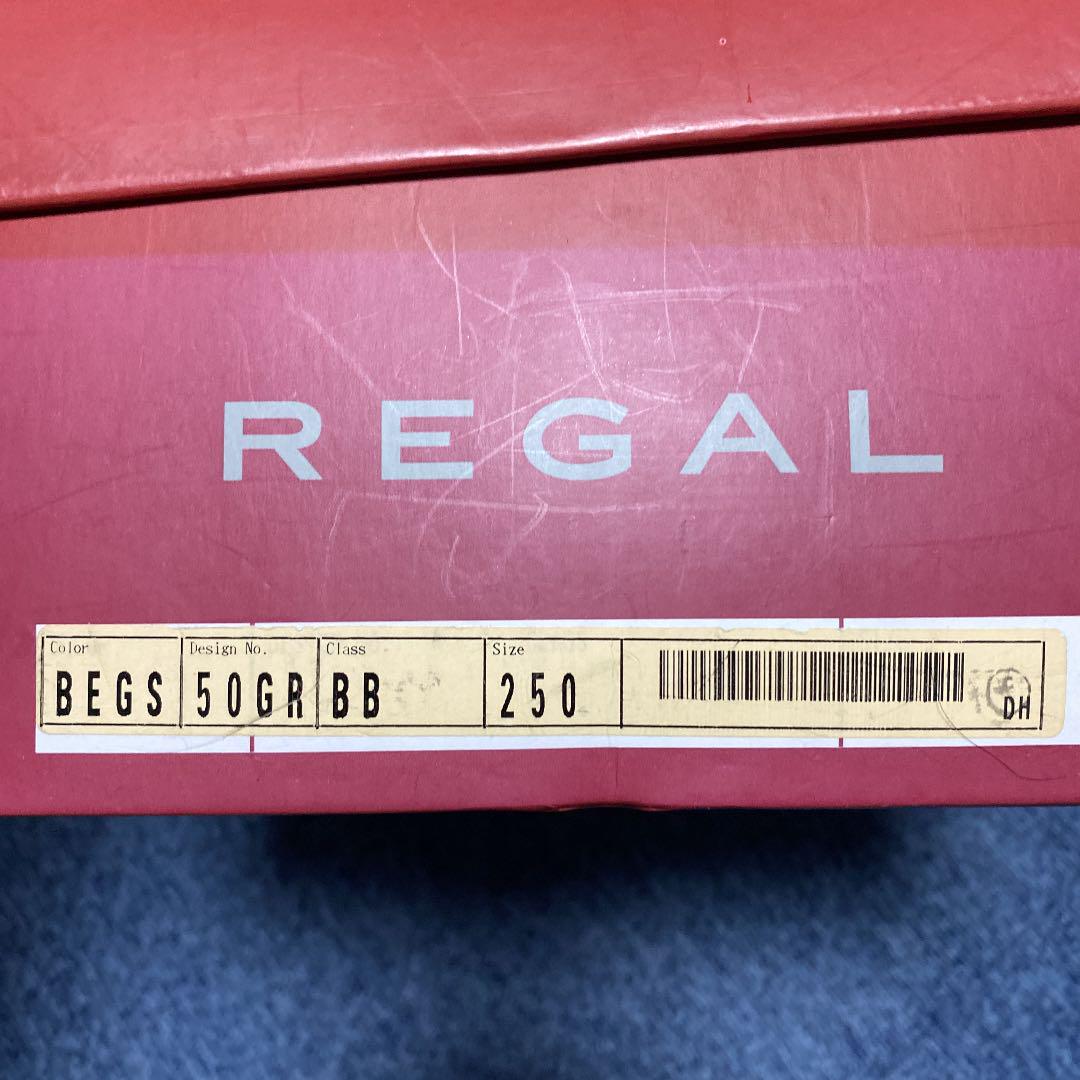 REGAL
Color Design No. Class Size
BEGS 50GR BB 250 DH